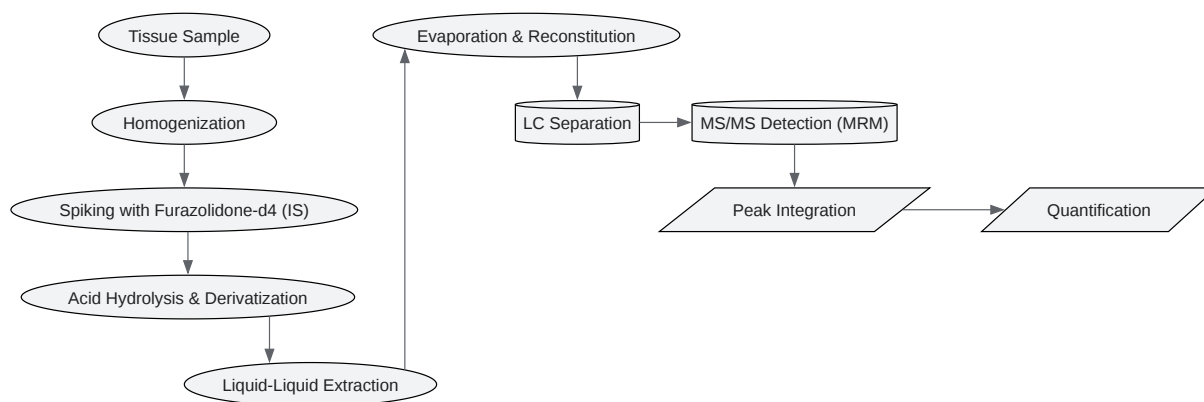 Tissue Sample
Homogenization
Spiking with Furazolidone-d4 (IS)
Acid Hydrolysis & Derivatization
Liquid-Liquid Extraction
Evaporation & Reconstitution
LC Separation
MS/MS Detection (MRM)
Peak Integration
Quantification